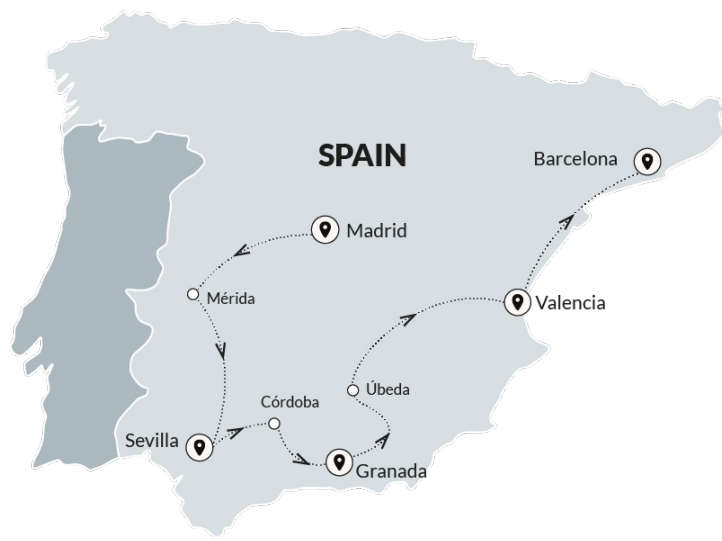 SPAIN
Barcelona
Madrid
Mérida
Valencia
Úbeda
Córdoba
Sevilla
Granada